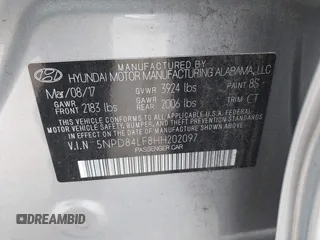 MANUFACTURED BY
HYUNDAI MOTOR MANUFACTURING ALABAMA, LLC
Mar/08/17 GVWR 3924 lbs PAINT 8S
GAWR FRONT 2183 lbs GAWR REAR 2006 lbs TRIM CT
THIS VEHICLE CONFORMS TO ALL APPLICABLE
U.S. FEDERAL MOTOR VEHICLE SAFETY, BUMPER,
AND THEFT PREVENTION STANDARDS IN EFFECT ON
THE DATE OF MANUFACTURE SHOWN ABOVE.
V.I.N : 5NPD84LF8HH202097
PASSENGER CAR